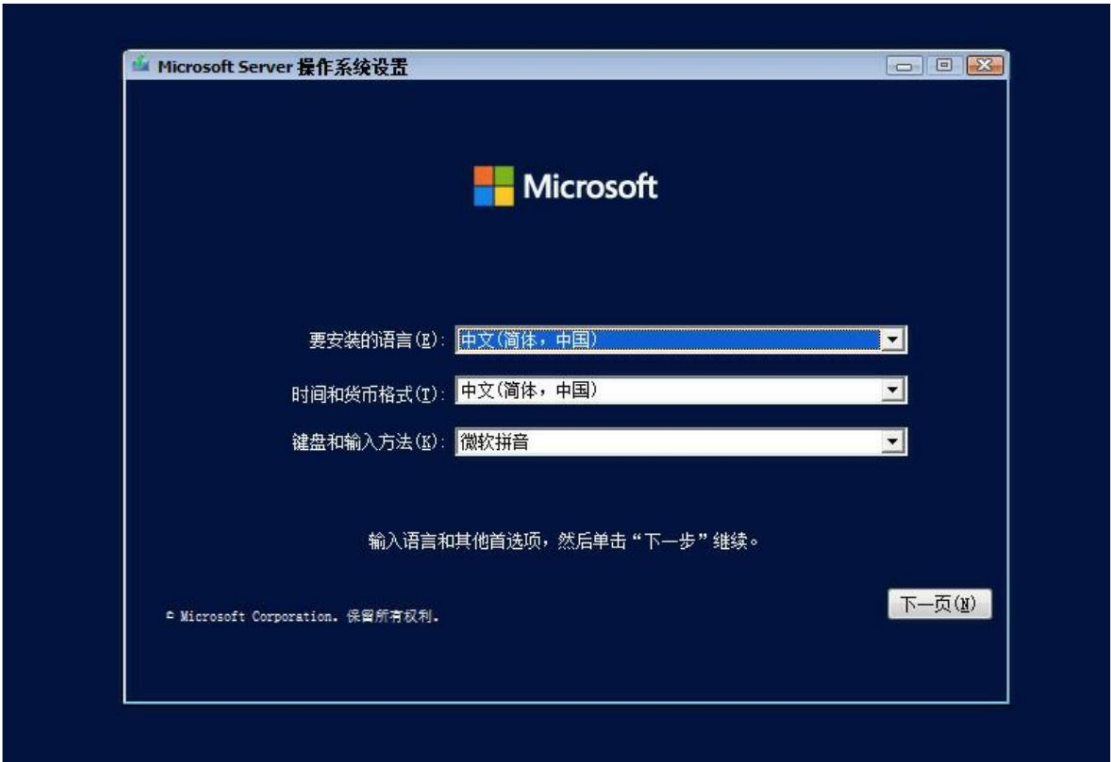 Microsoft Server 操作系统设置
Microsoft
要安装的语言(E): 中文(简体，中国)
时间和货币格式(T): 中文(简体，中国)
键盘和输入方法(K): 微软拼音
输入语言和其他首选项，然后单击“下一步”继续。
© Microsoft Corporation。保留所有权利。
下一页(N)